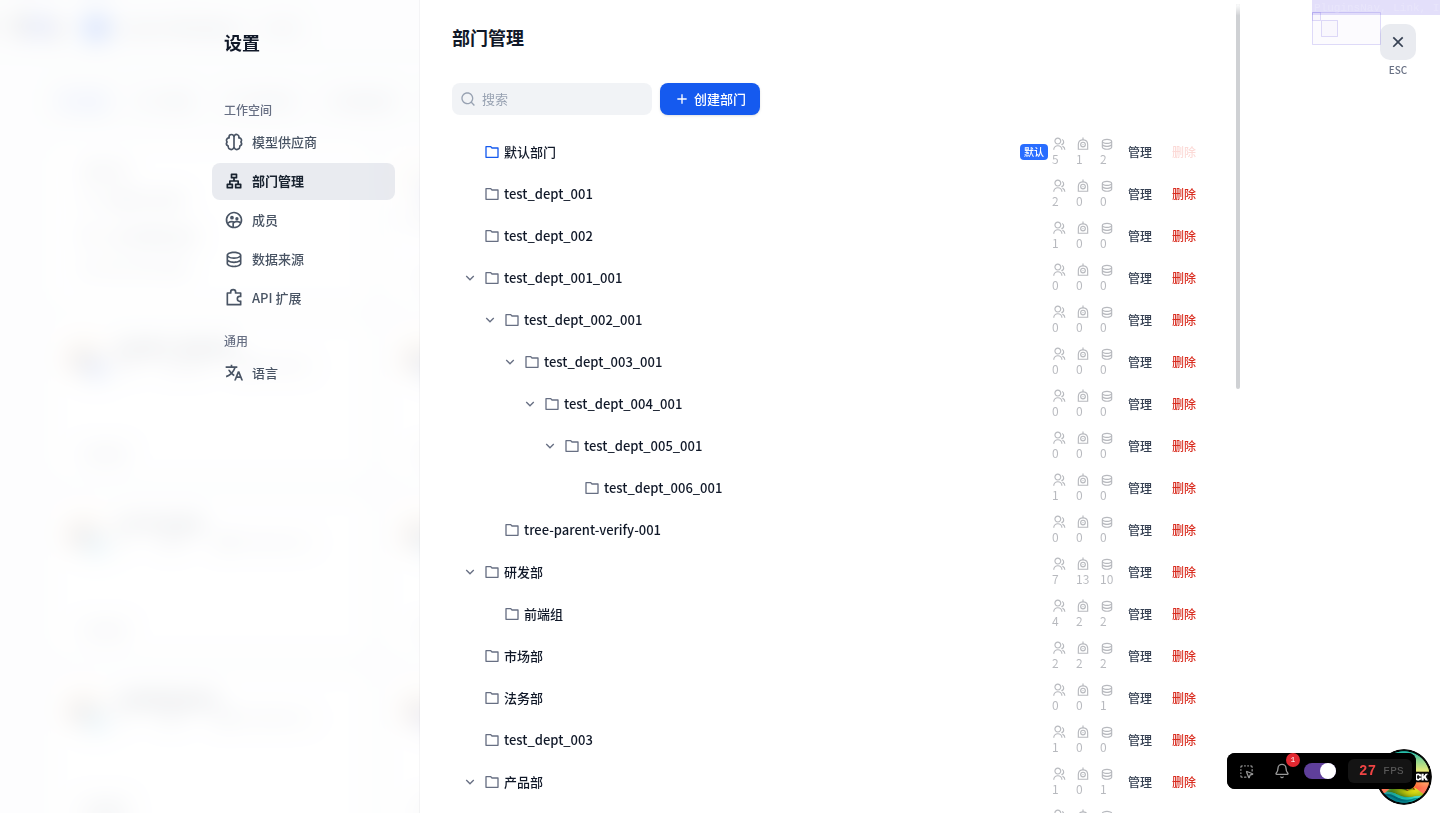 设置
工作空间
模型供应商
部门管理
成员
数据来源
API 扩展
通用
语言
部门管理
搜索
创建部门
默认部门 默认 5 1 2 管理 删除
test_dept_001 2 0 0 管理 删除
test_dept_002 1 0 0 管理 删除
test_dept_001_001 0 0 0 管理 删除
test_dept_002_001 0 0 0 管理 删除
test_dept_003_001 0 0 0 管理 删除
test_dept_004_001 0 0 0 管理 删除
test_dept_005_001 0 0 0 管理 删除
test_dept_006_001 1 0 0 管理 删除
tree-parent-verify-001 0 0 0 管理 删除
研发部 7 13 10 管理 删除
前端组 4 2 2 管理 删除
市场部 2 2 2 管理 删除
法务部 0 0 1 管理 删除
test_dept_003 1 0 0 管理 删除
产品部 1 0 1 管理 删除
ESC
1
27 FPS
CK